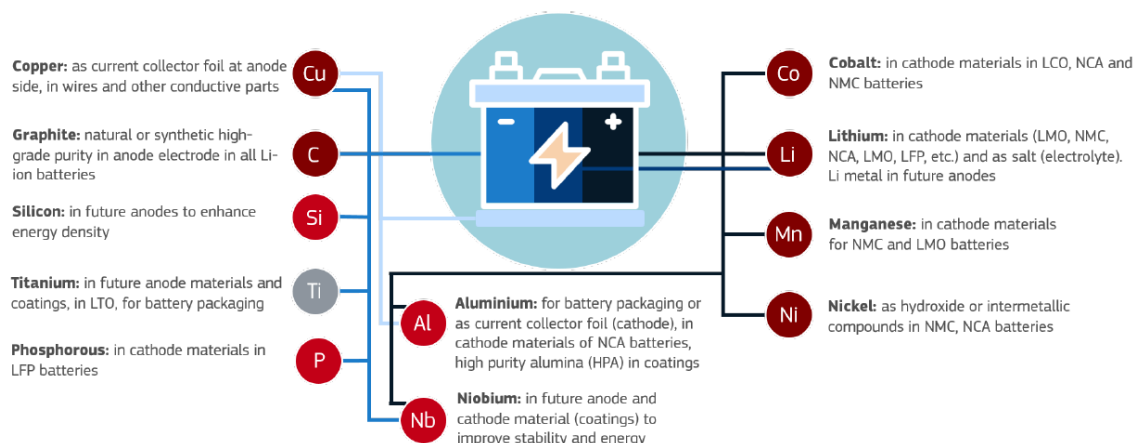 Copper: as current collector foil at anode
side, in wires and other conductive parts
Cu
Graphite: natural or synthetic high-
grade purity in anode electrode in all Li-
ion batteries
C
Silicon: in future anodes to enhance
energy density
Si
Titanium: in future anode materials and
coatings, in LTO, for battery packaging
Ti
Phosphorous: in cathode materials in
LFP batteries
P
- +
Al
Aluminium: for battery packaging or
as current collector foil (cathode), in
cathode materials of NCA batteries,
high purity alumina (HPA) in coatings
Nb
Niobium: in future anode and
cathode material (coatings) to
improve stability and energy
Co
Cobalt: in cathode materials in LCO, NCA and
NMC batteries
Li
Lithium: in cathode materials (LMO, NMC,
NCA, LMO, LFP, etc.) and as salt (electrolyte).
Li metal in future anodes
Mn
Manganese: in cathode materials
for NMC and LMO batteries
Ni
Nickel: as hydroxide or intermetallic
compounds in NMC, NCA batteries